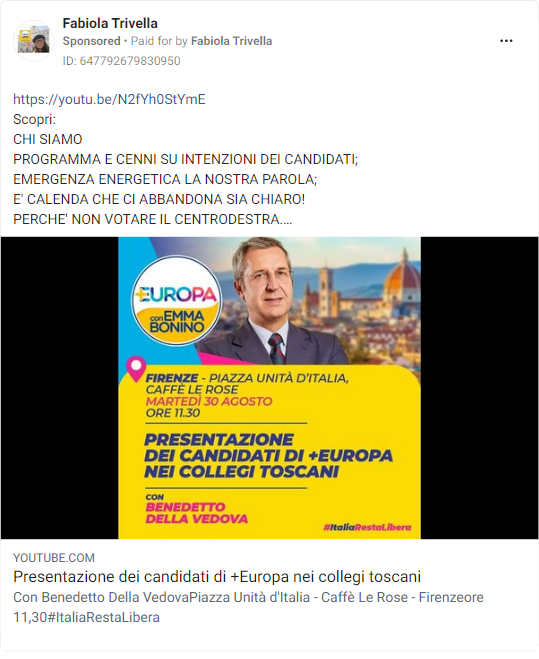 Fabiola Trivella
Sponsored • Paid for by Fabiola Trivella
ID: 647792679830950
https://youtu.be/N2fYh0StYmE
Scopri:
CHI SIAMO
PROGRAMMA E CENNI SU INTENZIONI DEI CANDIDATI;
EMERGENZA ENERGETICA LA NOSTRA PAROLA;
E' CALENDA CHE CI ABBANDONA SIA CHIARO!
PERCHE' NON VOTARE IL CENTRODESTRA....
+EUROPA
con EMMA
BONINO
FIRENZE - PIAZZA UNITÀ D'ITALIA,
CAFFÈ LE ROSE
MARTEDÌ 30 AGOSTO
ORE 11.30
PRESENTAZIONE
DEI CANDIDATI DI +EUROPA
NEI COLLEGI TOSCANI
CON
BENEDETTO
DELLA VEDOVA
#ItaliaRestaLibera
YOUTUBE.COM
Presentazione dei candidati di +Europa nei collegi toscani
Con Benedetto Della VedovaPiazza Unità d'Italia - Caffè Le Rose - Firenzeore
11,30#ItaliaRestaLibera